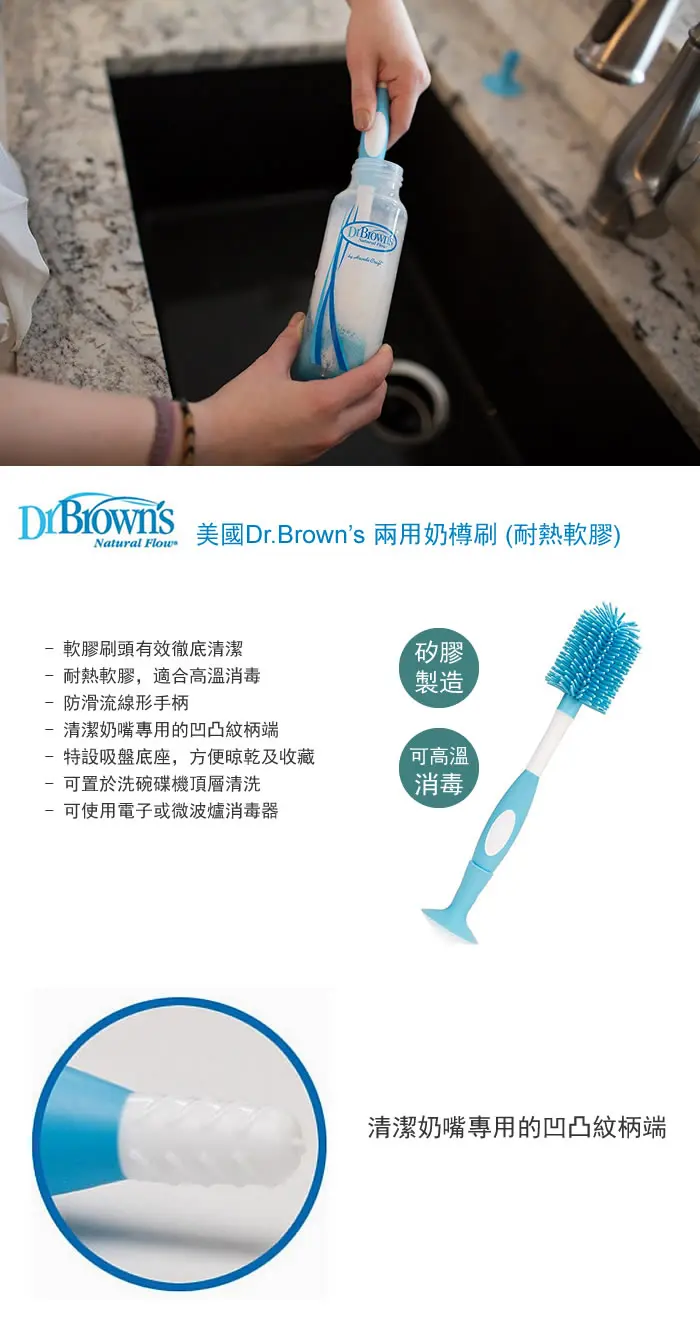 Dr Brown's
Natural Flow
Dr Brown's
Natural Flow®
美國Dr.Brown's 兩用奶樽刷 (耐熱軟膠)
- 軟膠刷頭有效徹底清潔
- 耐熱軟膠，適合高溫消毒
- 防滑流線形手柄
- 清潔奶嘴專用的凹凸紋柄端
- 特設吸盤底座，方便晾乾及收藏
- 可置於洗碗碟機頂層清洗
- 可使用電子或微波爐消毒器
矽膠
製造
可高溫
消毒
清潔奶嘴專用的凹凸紋柄端